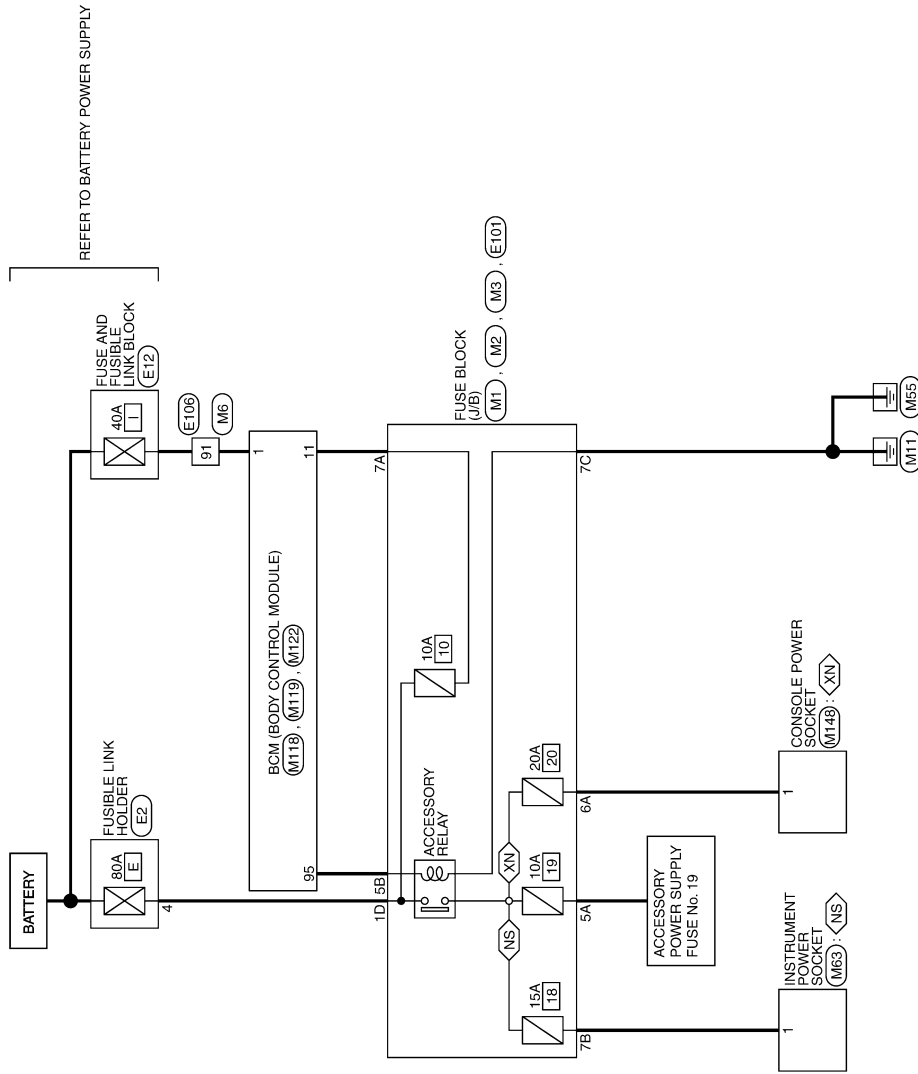 REFER TO BATTERY POWER SUPPLY
BATTERY
FUSIBLE LINK
HOLDER
E2
80A
E
4
FUSE AND
FUSIBLE
LINK BLOCK
E12
40A
I
E106
91
M6
BCM (BODY CONTROL MODULE)
M118 , M119 , M122
1
95
11
FUSE BLOCK
(J/B)
M1 , M2 , M3 , E101
1D
5B
7A
ACCESSORY
RELAY
10A
10
NS
XN
15A
18
10A
19
20A
20
7B
5A
6A
7C
ACCESSORY
POWER SUPPLY
FUSE No. 19
INSTRUMENT
POWER
SOCKET
M63 : NS
1
CONSOLE POWER
SOCKET
M148 : XN
1
M11
M55